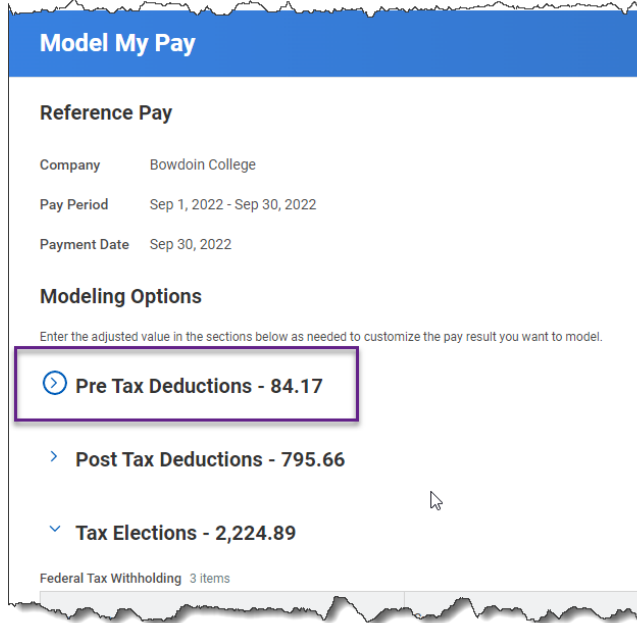 Model My Pay
Reference Pay
Company Bowdoin College
Pay Period Sep 1, 2022 - Sep 30, 2022
Payment Date Sep 30, 2022
Modeling Options
Enter the adjusted value in the sections below as needed to customize the pay result you want to model.
Pre Tax Deductions - 84.17
Post Tax Deductions - 795.66
Tax Elections - 2,224.89
Federal Tax Withholding 3 items